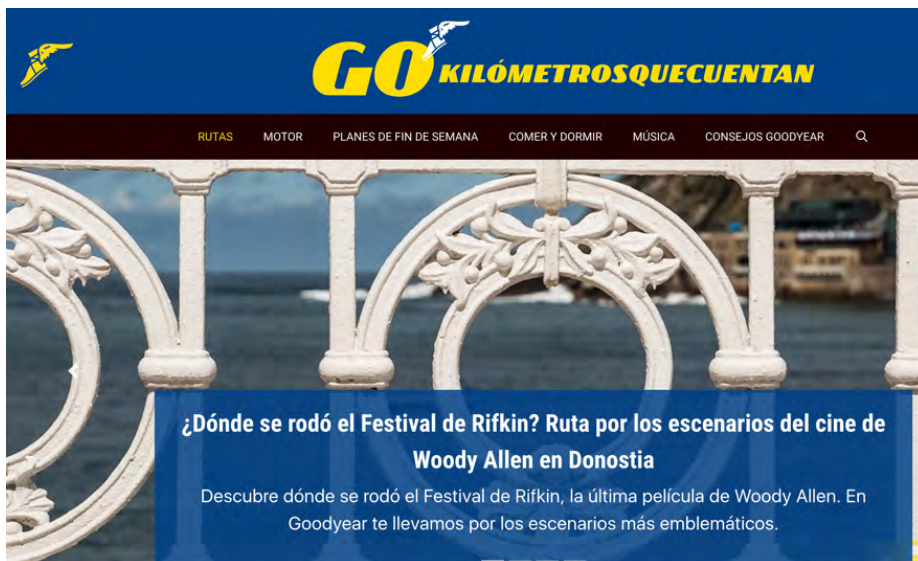 GO KILÓMETROSQUECUENTAN
RUTAS MOTOR PLANES DE FIN DE SEMANA COMER Y DORMIR MÚSICA CONSEJOS GOODYEAR
¿Dónde se rodó el Festival de Rifkin? Ruta por los escenarios del cine de
Woody Allen en Donostia
Descubre dónde se rodó el Festival de Rifkin, la última película de Woody Allen. En
Goodyear te llevamos por los escenarios más emblemáticos.